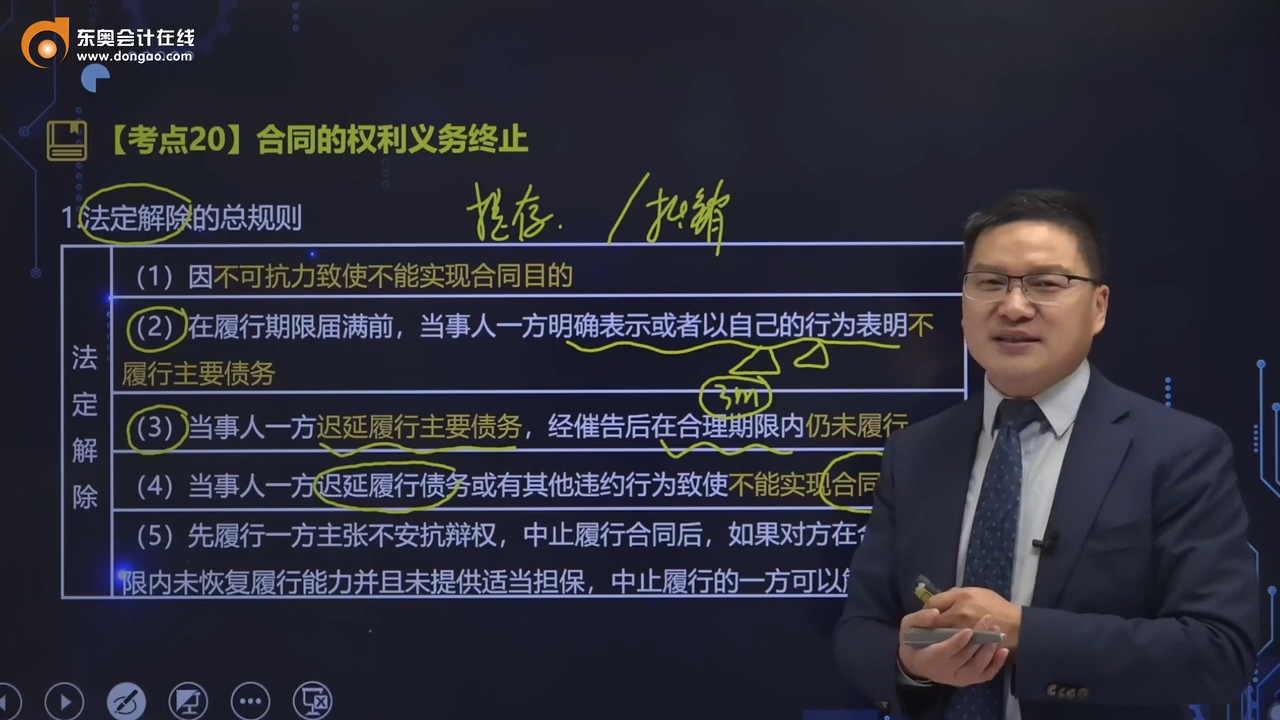 东奥会计在线
www.dongao.com
【考点20】合同的权利义务终止
提存. /抵销
1.法定解除的总规则
法定解除
（1）因不可抗力致使不能实现合同目的
（2）在履行期限届满前，当事人一方明确表示或者以自己的行为表明不
履行主要债务
3m
（3）当事人一方迟延履行主要债务，经催告后在合理期限内仍未履行
（4）当事人一方迟延履行债务或有其他违约行为致使不能实现合同
（5）先履行一方主张不安抗辩权，中止履行合同后，如果对方在合
限内未恢复履行能力并且未提供适当担保，中止履行的一方可以